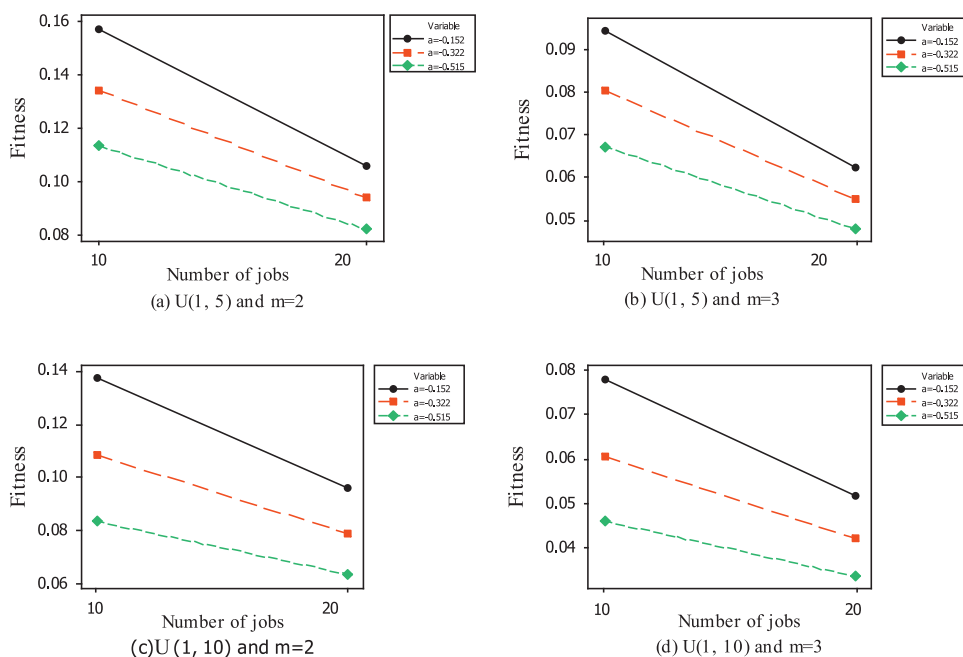 0.16
0.14
0.12
0.10
0.08
Fitness
10
20
Number of jobs
Variable
a=-0.152
a=-0.322
a=-0.515
(a) U(1, 5) and m=2
0.09
0.08
0.07
0.06
0.05
Fitness
10
20
Number of jobs
Variable
a=-0.152
a=-0.322
a=-0.515
(b) U(1, 5) and m=3
0.14
0.12
0.10
0.08
0.06
Fitness
10
20
Number of jobs
Variable
a=-0.152
a=-0.322
a=-0.515
(c)U(1, 10) and m=2
0.08
0.07
0.06
0.05
0.04
Fitness
10
20
Number of jobs
Variable
a=-0.152
a=-0.322
a=-0.515
(d) U(1, 10) and m=3